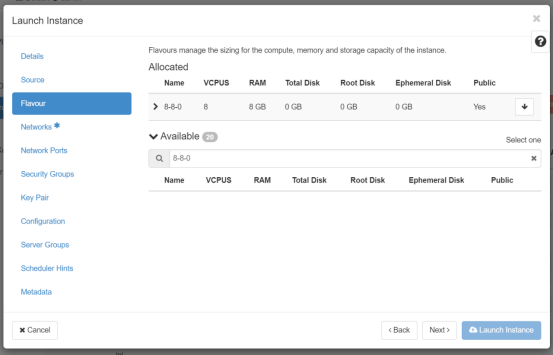 Launch Instance
Details
Source
Flavour
Networks *
Network Ports
Security Groups
Key Pair
Configuration
Server Groups
Scheduler Hints
Metadata
Flavours manage the sizing for the compute, memory and storage capacity of the instance.
Allocated
Name VCPUS RAM Total Disk Root Disk Ephemeral Disk Public
8-8-0 8 8 GB 0 GB 0 GB 0 GB Yes
Available 20
Select one
8-8-0
Name VCPUS RAM Total Disk Root Disk Ephemeral Disk Public
Cancel
< Back
Next >
Launch Instance